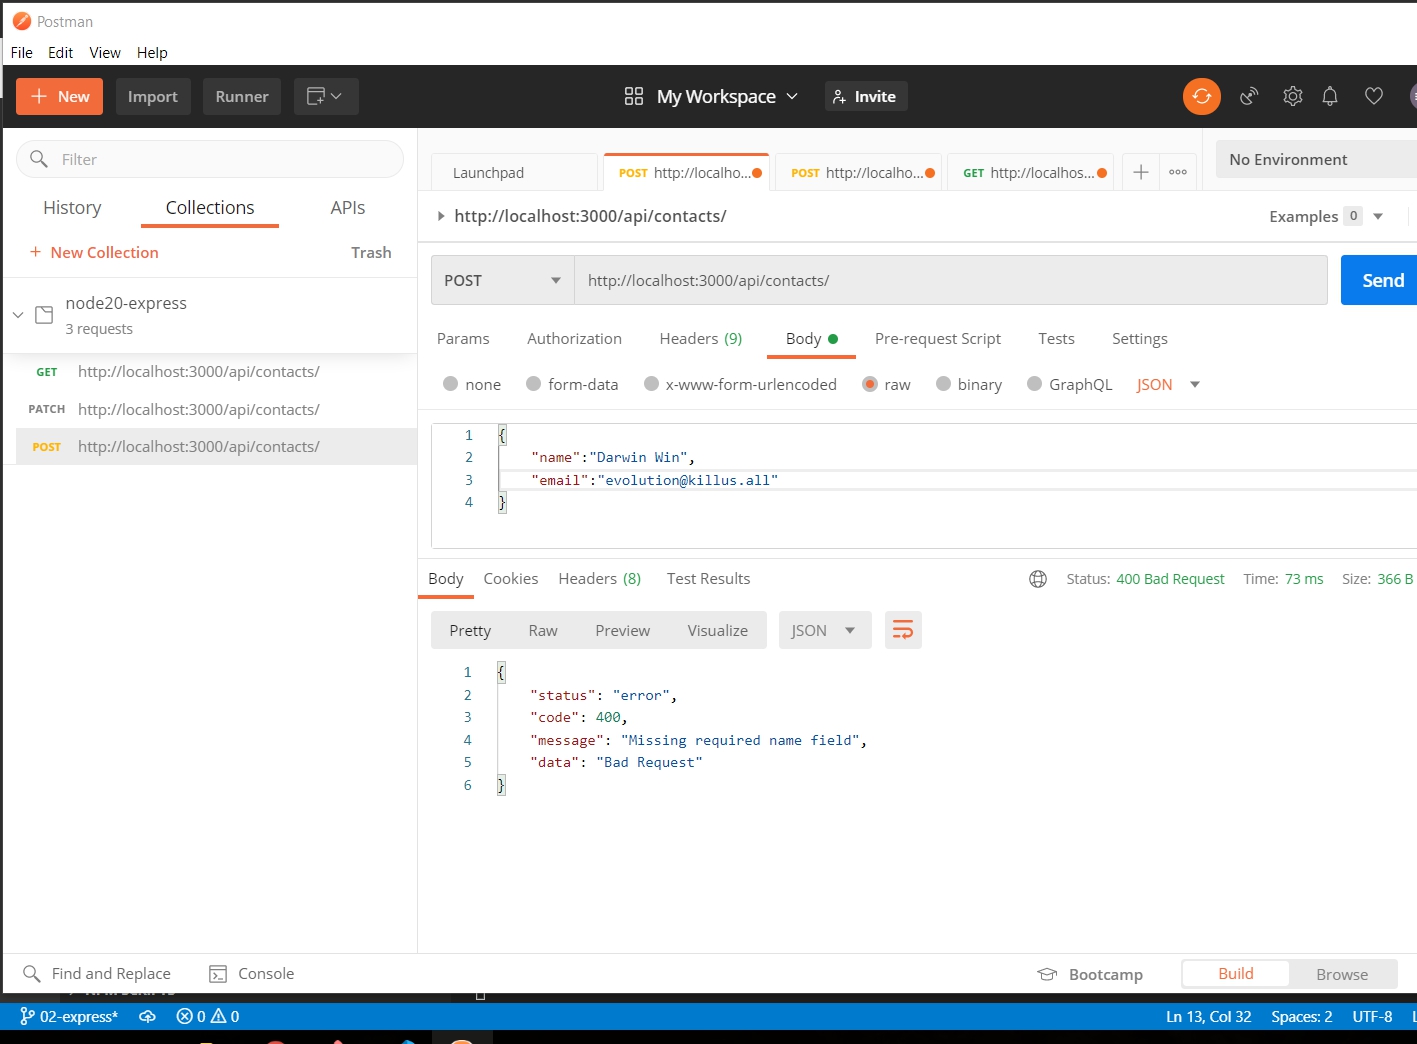 Postman
File Edit View Help
New Import Runner My Workspace Invite
Filter
Launchpad POST http://localho... POST http://localho... GET http://localhos... No Environment
History Collections APIs
http://localhost:3000/api/contacts/ Examples 0
+ New Collection Trash
POST http://localhost:3000/api/contacts/ Send
node20-express
3 requests
Params Authorization Headers (9) Body Pre-request Script Tests Settings
GET http://localhost:3000/api/contacts/
none form-data x-www-form-urlencoded raw binary GraphQL JSON
PATCH http://localhost:3000/api/contacts/
POST http://localhost:3000/api/contacts/
1 {
2 "name":"Darwin Win",
3 "email":"evolution@killus.all"
4 }
Body Cookies Headers (8) Test Results Status: 400 Bad Request Time: 73 ms Size: 366 B
Pretty Raw Preview Visualize JSON
1 {
2 "status": "error",
3 "code": 400,
4 "message": "Missing required name field",
5 "data": "Bad Request"
6 }
Find and Replace Console Bootcamp Build Browse
02-express* 0 0 Ln 13, Col 32 Spaces: 2 UTF-8